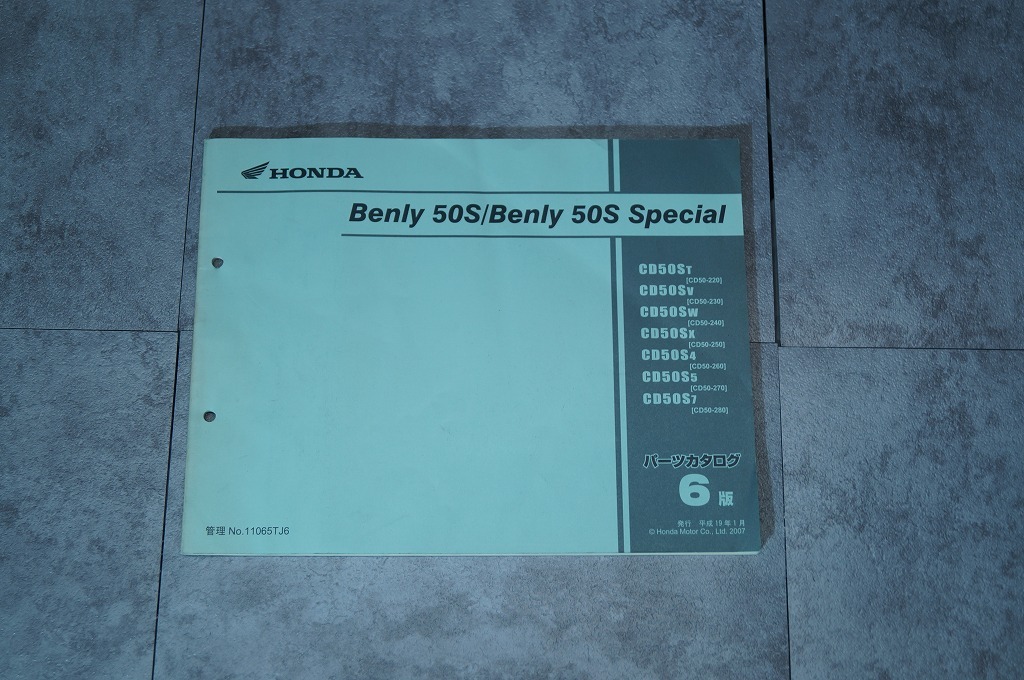 HONDA
Benly 50S/Benly 50S Special
CD50ST
[CD50-220]
CD50SV
[CD50-230]
CD50SW
[CD50-240]
CD50SX
[CD50-250]
CD50S4
[CD50-260]
CD50S5
[CD50-270]
CD50S7
[CD50-280]
パーツカタログ
6版
発行 平成19年1月
© Honda Motor Co., Ltd. 2007
管理 No.11065TJ6